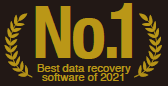 No.1
Best data recovery
software of 2021